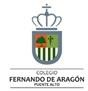 COLEGIO
FERNANDO DE ARAGÓN
PUENTE ALTO